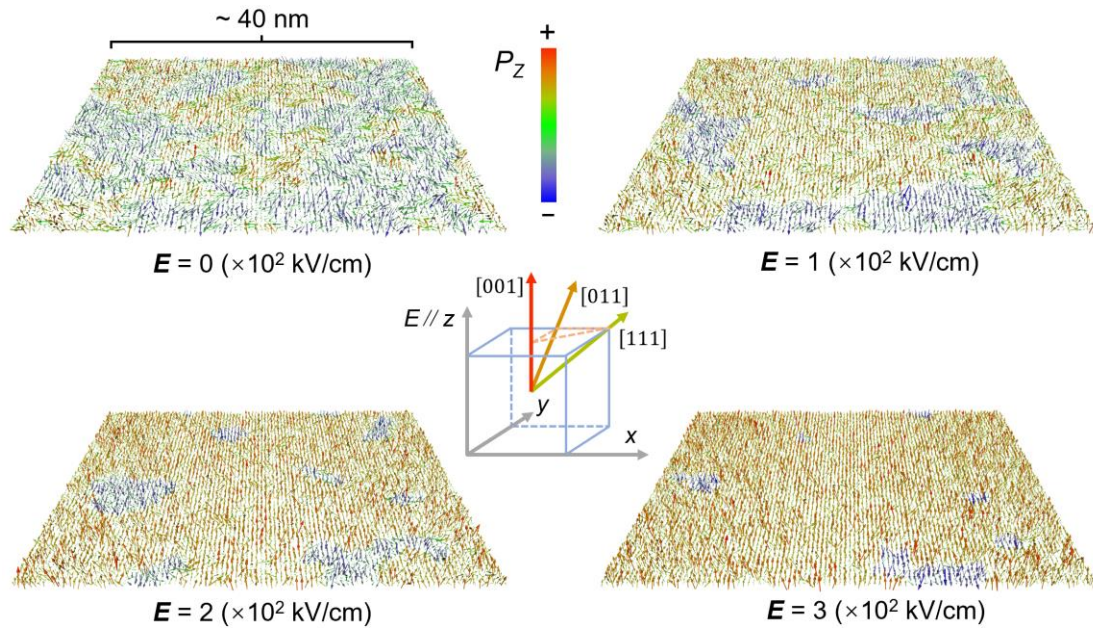 ~ 40 nm
+
P_Z
−
E = 0 (×10² kV/cm)
E = 1 (×10² kV/cm)
[001]
[011]
E // z
[111]
y
x
E = 2 (×10² kV/cm)
E = 3 (×10² kV/cm)